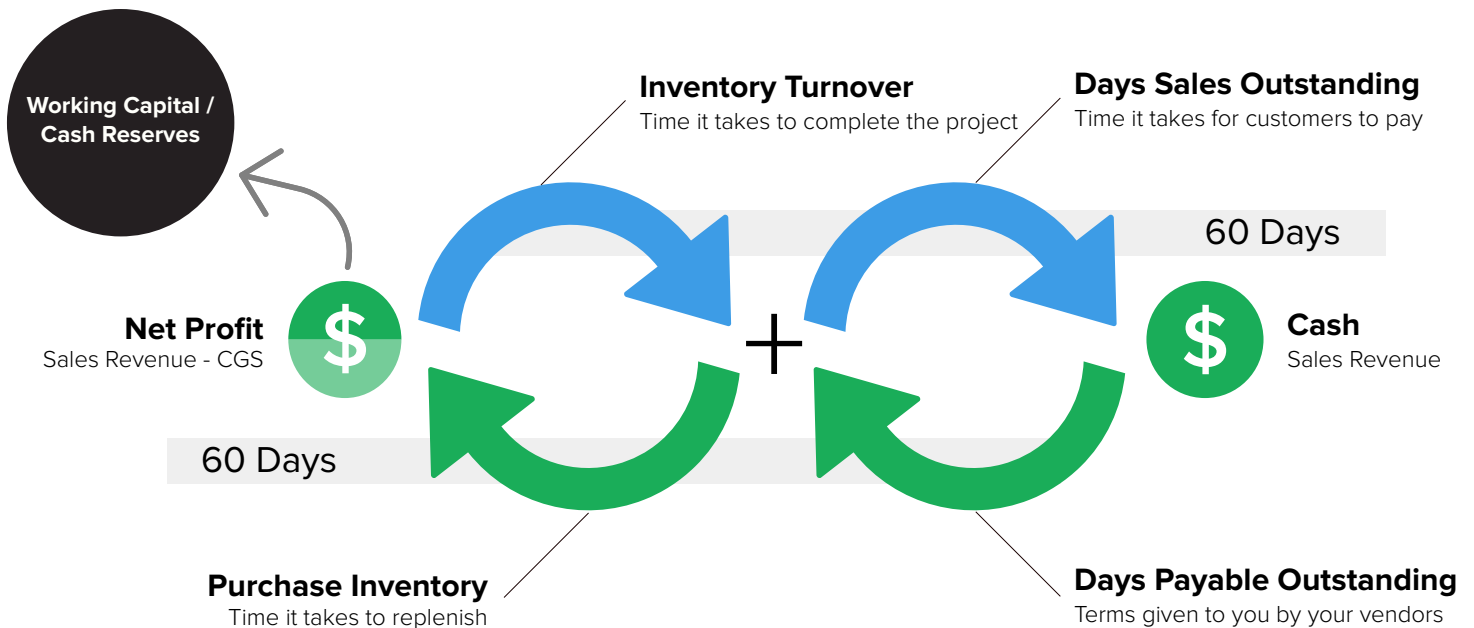 Working Capital /
Cash Reserves
Inventory Turnover
Time it takes to complete the project
Days Sales Outstanding
Time it takes for customers to pay
60 Days
Net Profit
Sales Revenue - CGS
$
+
$
Cash
Sales Revenue
60 Days
Purchase Inventory
Time it takes to replenish
Days Payable Outstanding
Terms given to you by your vendors